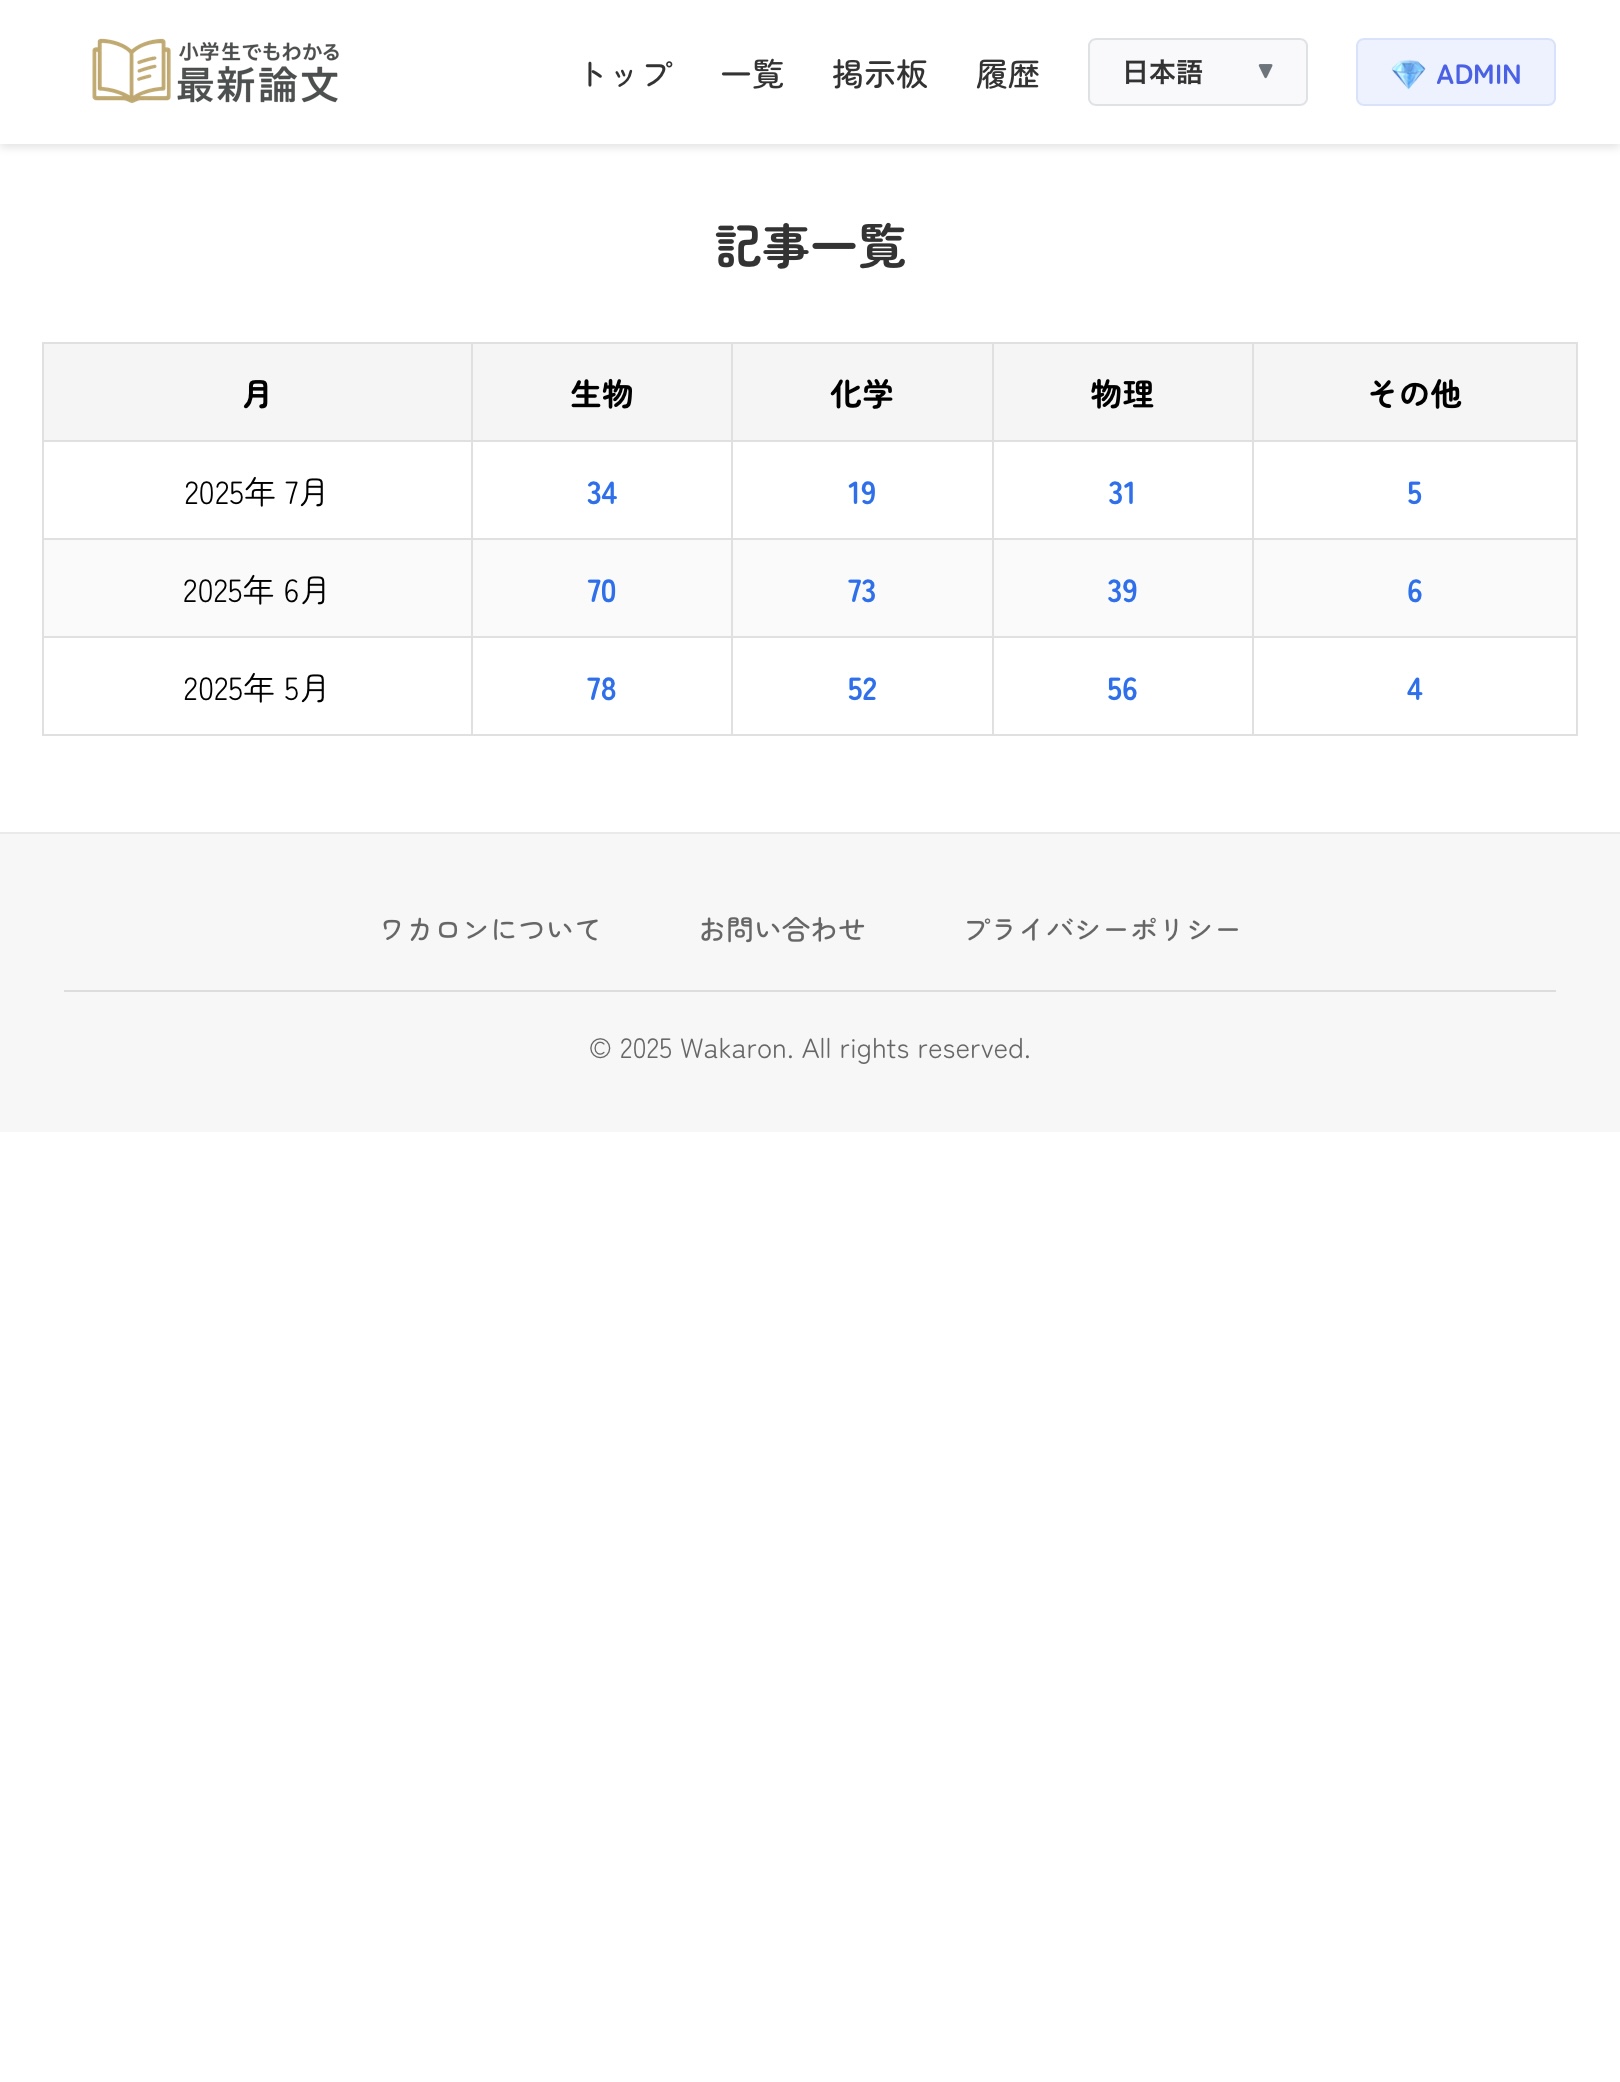 小学生でもわかる
最新論文
トップ 一覧 掲示板 履歴 日本語 ▼ 💎 ADMIN
記事一覧
月 生物 化学 物理 その他
2025年 7月 34 19 31 5
2025年 6月 70 73 39 6
2025年 5月 78 52 56 4
ワカロンについて お問い合わせ プライバシーポリシー
© 2025 Wakaron. All rights reserved.